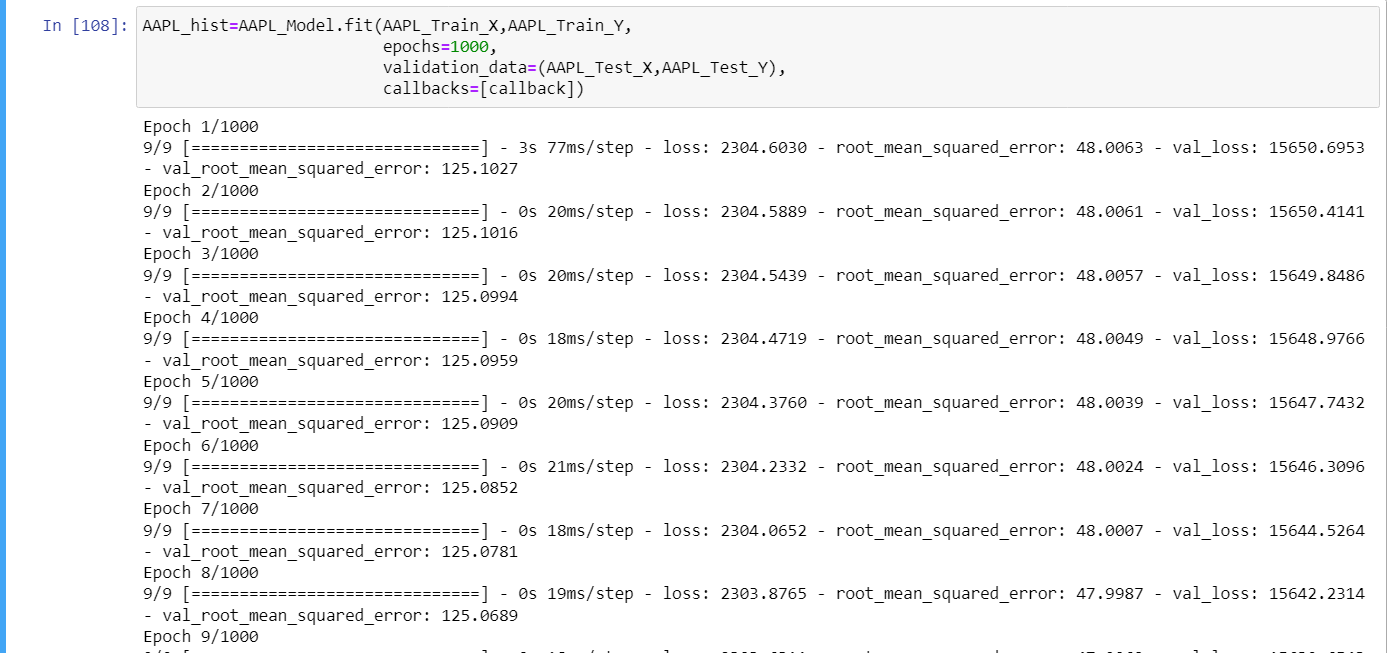 In [108]: AAPL_hist=AAPL_Model.fit(AAPL_Train_X,AAPL_Train_Y,
epochs=1000,
validation_data=(AAPL_Test_X,AAPL_Test_Y),
callbacks=[callback])
Epoch 1/1000
9/9 [==============================] - 3s 77ms/step - loss: 2304.6030 - root_mean_squared_error: 48.0063 - val_loss: 15650.6953
- val_root_mean_squared_error: 125.1027
Epoch 2/1000
9/9 [==============================] - 0s 20ms/step - loss: 2304.5889 - root_mean_squared_error: 48.0061 - val_loss: 15650.4141
- val_root_mean_squared_error: 125.1016
Epoch 3/1000
9/9 [==============================] - 0s 20ms/step - loss: 2304.5439 - root_mean_squared_error: 48.0057 - val_loss: 15649.8486
- val_root_mean_squared_error: 125.0994
Epoch 4/1000
9/9 [==============================] - 0s 18ms/step - loss: 2304.4719 - root_mean_squared_error: 48.0049 - val_loss: 15648.9766
- val_root_mean_squared_error: 125.0959
Epoch 5/1000
9/9 [==============================] - 0s 20ms/step - loss: 2304.3760 - root_mean_squared_error: 48.0039 - val_loss: 15647.7432
- val_root_mean_squared_error: 125.0909
Epoch 6/1000
9/9 [==============================] - 0s 21ms/step - loss: 2304.2332 - root_mean_squared_error: 48.0024 - val_loss: 15646.3096
- val_root_mean_squared_error: 125.0852
Epoch 7/1000
9/9 [==============================] - 0s 18ms/step - loss: 2304.0652 - root_mean_squared_error: 48.0007 - val_loss: 15644.5264
- val_root_mean_squared_error: 125.0781
Epoch 8/1000
9/9 [==============================] - 0s 19ms/step - loss: 2303.8765 - root_mean_squared_error: 47.9987 - val_loss: 15642.2314
- val_root_mean_squared_error: 125.0689
Epoch 9/1000